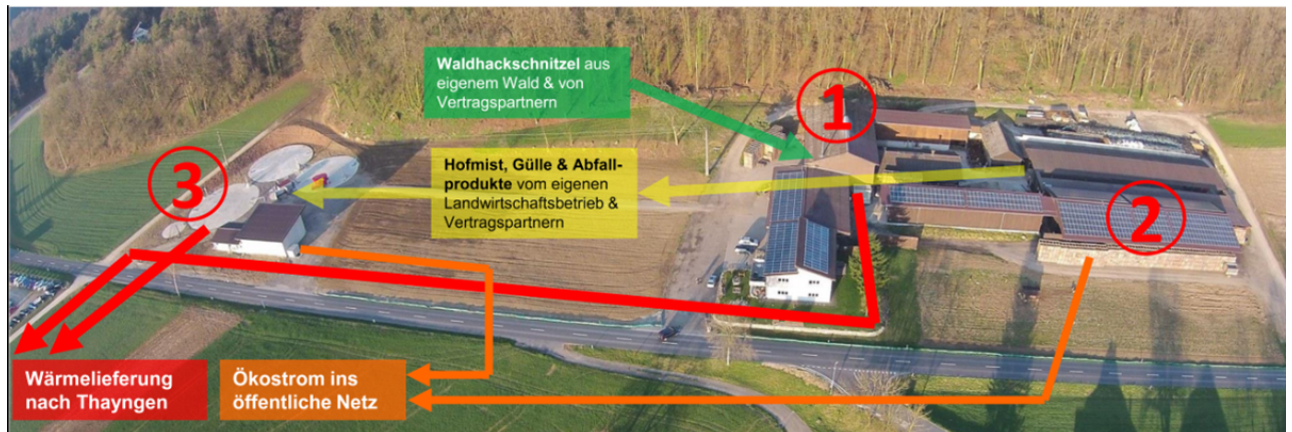 Waldhackschnitzel aus
eigenem Wald & von
Vertragspartnern
1
Hofmist, Gülle & Abfall-
produkte vom eigenen
Landwirtschaftsbetrieb &
Vertragspartnern
3
2
Wärmelieferung
nach Thayngen
Ökostrom ins
öffentliche Netz